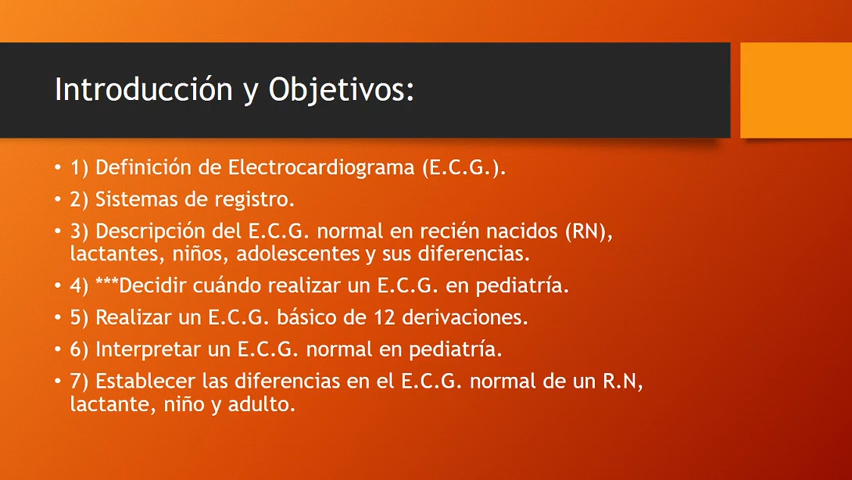 Introducción y Objetivos:
• 1) Definición de Electrocardiograma (E.C.G.).
• 2) Sistemas de registro.
• 3) Descripción del E.C.G. normal en recién nacidos (RN),
lactantes, niños, adolescentes y sus diferencias.
• 4) ***Decidir cuándo realizar un E.C.G. en pediatría.
• 5) Realizar un E.C.G. básico de 12 derivaciones.
• 6) Interpretar un E.C.G. normal en pediatría.
• 7) Establecer las diferencias en el E.C.G. normal de un R.N,
lactante, niño y adulto.